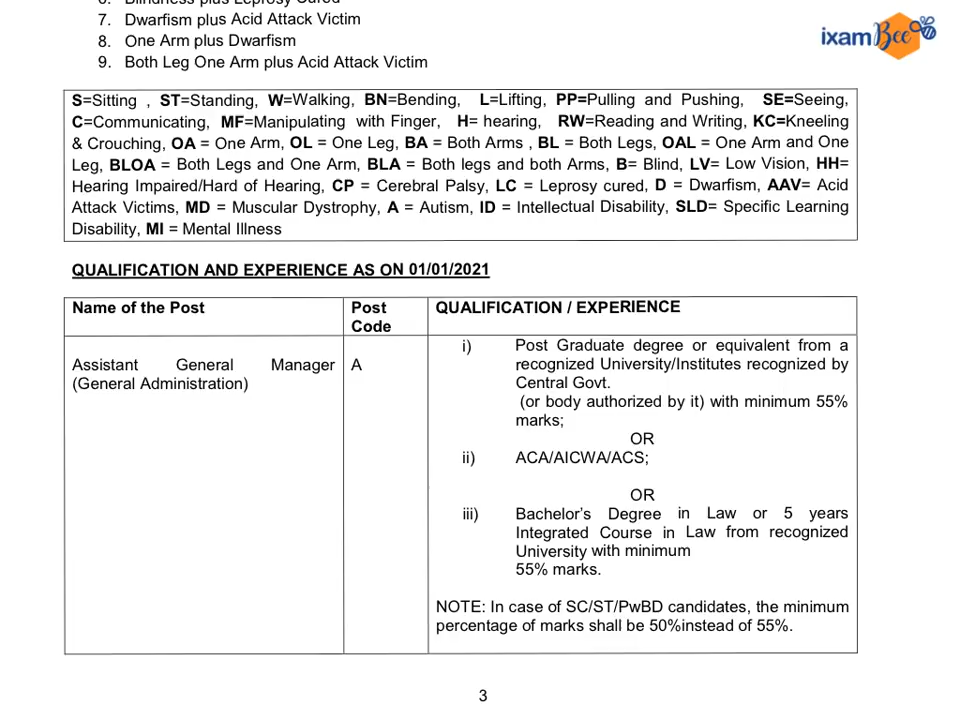 6. Blindness plus Leprosy Cured
7. Dwarfism plus Acid Attack Victim
8. One Arm plus Dwarfism
9. Both Leg One Arm plus Acid Attack Victim
ixamBee
S=Sitting , ST=Standing, W=Walking, BN=Bending, L=Lifting, PP=Pulling and Pushing, SE=Seeing,
C=Communicating, MF=Manipulating with Finger, H= hearing, RW=Reading and Writing, KC=Kneeling
& Crouching, OA = One Arm, OL = One Leg, BA = Both Arms , BL = Both Legs, OAL = One Arm and One
Leg, BLOA = Both Legs and One Arm, BLA = Both legs and both Arms, B= Blind, LV= Low Vision, HH=
Hearing Impaired/Hard of Hearing, CP = Cerebral Palsy, LC = Leprosy cured, D = Dwarfism, AAV= Acid
Attack Victims, MD = Muscular Dystrophy, A = Autism, ID = Intellectual Disability, SLD= Specific Learning
Disability, MI = Mental Illness
QUALIFICATION AND EXPERIENCE AS ON 01/01/2021
Name of the Post
Post
Code
QUALIFICATION / EXPERIENCE
Assistant General Manager
(General Administration)
A
i) Post Graduate degree or equivalent from a
recognized University/Institutes recognized by
Central Govt.
(or body authorized by it) with minimum 55%
marks;
OR
ii) ACA/AICWA/ACS;
OR
iii) Bachelor's Degree in Law or 5 years
Integrated Course in Law from recognized
University with minimum
55% marks.
NOTE: In case of SC/ST/PwBD candidates, the minimum
percentage of marks shall be 50%instead of 55%.
3